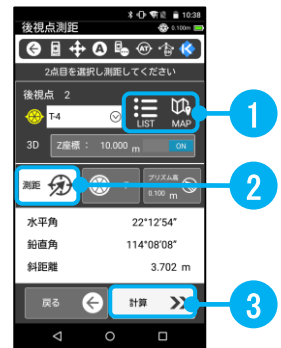 10:38
後視点測距
0.100m
2点目を選択し測距してください
後視点 2
T-4
LIST MAP
1
3D Z座標： 10.000 m ON
測距
プリズム高
0.100 m
2
水平角 22°12'54"
鉛直角 114°08'08"
斜距離 3.702 m
戻る 計算
3